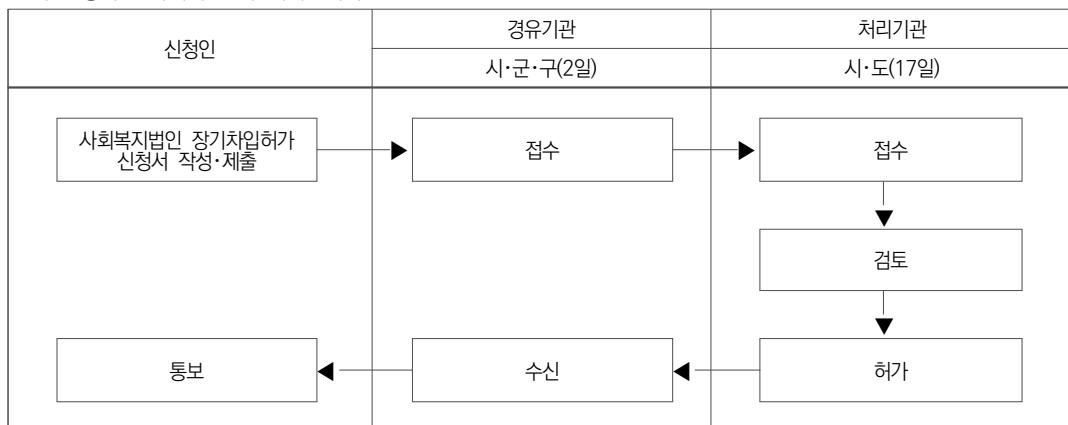 신청인
경유기관
처리기관
시·군·구(2일)
시·도(17일)
사회복지법인 장기차입허가
신청서 작성·제출
접수
접수
검토
통보
수신
허가